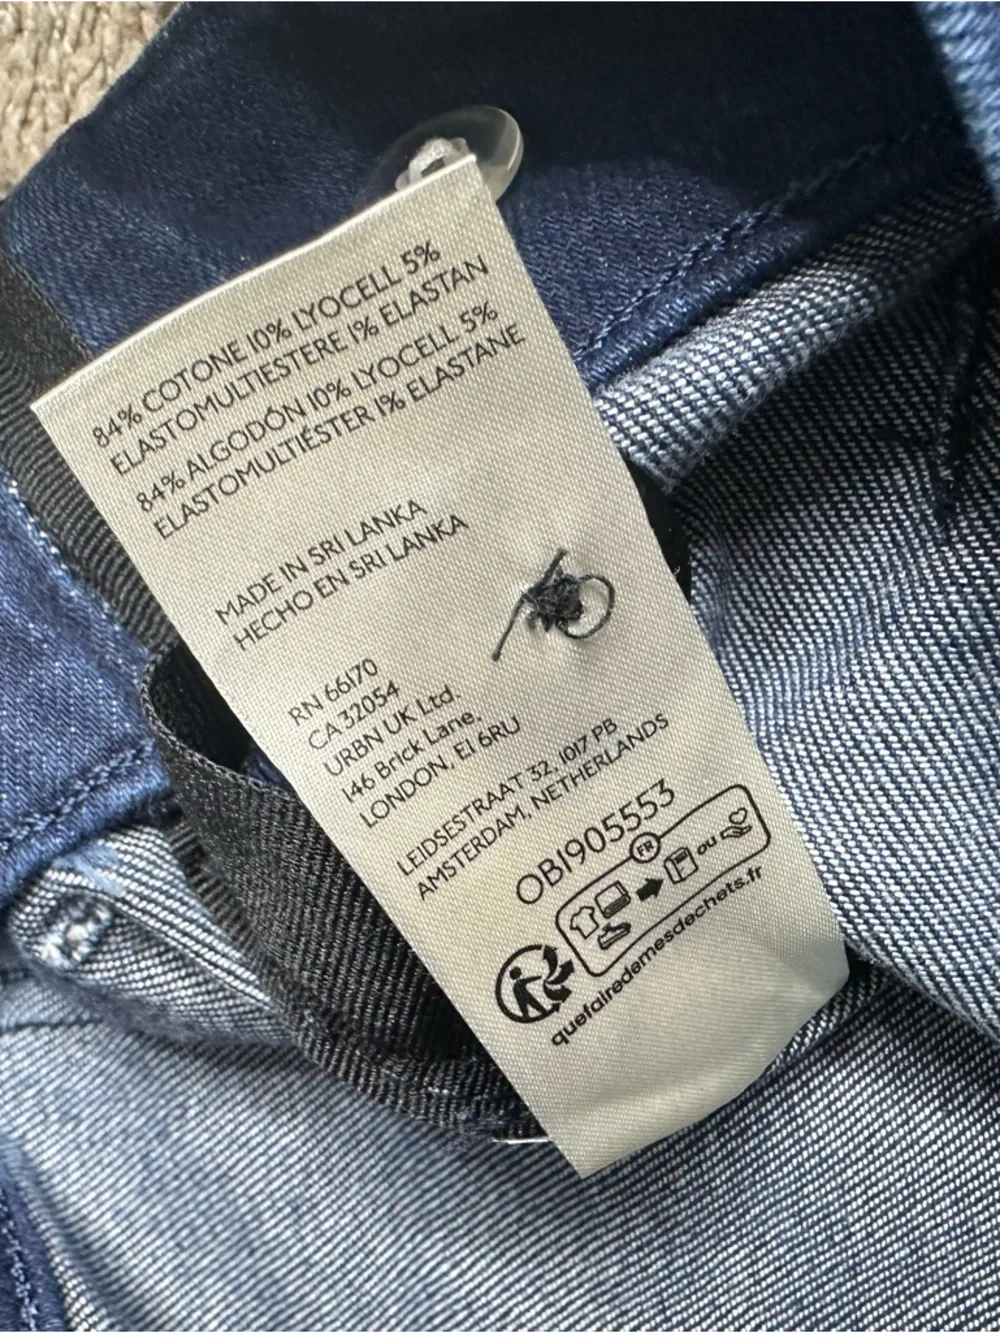 84% COTONE 10% LYOCELL 5%
ELASTOMULTIESTERE 1% ELASTAN
84% ALGODÓN 10% LYOCELL 5%
ELASTOMULTIÉSTER 1% ELASTANE
MADE IN SRI LANKA
HECHO EN SRI LANKA
RN 66170
CA 32054
URBN UK Ltd.
146 Brick Lane,
LONDON, E1 6RU
LEIDSESTRAAT 32, 1017 PB
AMSTERDAM, NETHERLANDS
OB1905553
FR
ou
quefairedemesdechets.fr